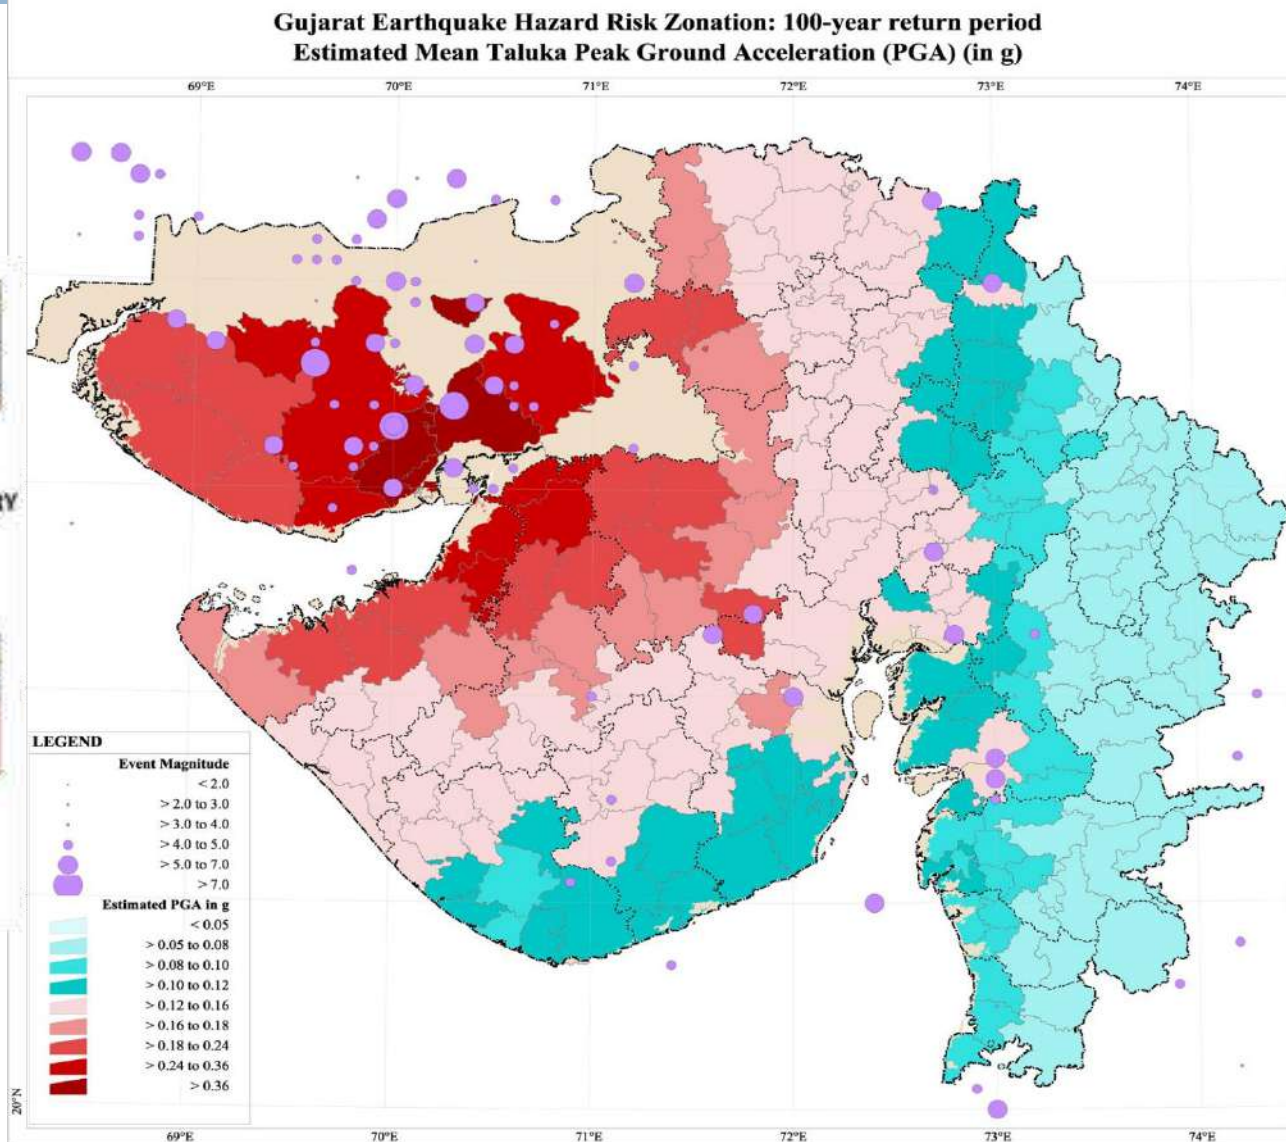 Gujarat Earthquake Hazard Risk Zonation: 100-year return period
Estimated Mean Taluka Peak Ground Acceleration (PGA) (in g)
69°E 70°E 71°E 72°E 73°E 74°E
RY
LEGEND
Event Magnitude
< 2.0
> 2.0 to 3.0
> 3.0 to 4.0
> 4.0 to 5.0
> 5.0 to 7.0
> 7.0
Estimated PGA in g
< 0.05
> 0.05 to 0.08
> 0.08 to 0.10
> 0.10 to 0.12
> 0.12 to 0.16
> 0.16 to 0.18
> 0.18 to 0.24
> 0.24 to 0.36
> 0.36
20°N
69°E 70°E 71°E 72°E 73°E 74°E